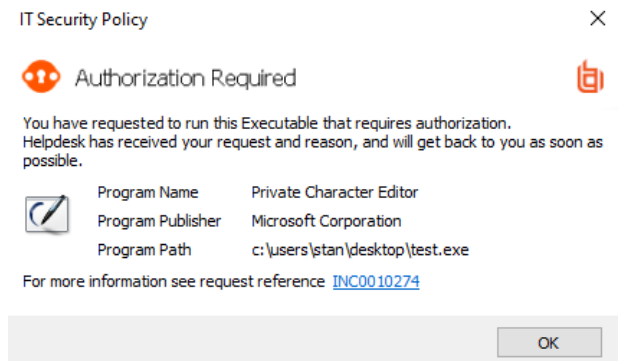 IT Security Policy
Authorization Required
You have requested to run this Executable that requires authorization.
Helpdesk has received your request and reason, and will get back to you as soon as
possible.
Program Name Private Character Editor
Program Publisher Microsoft Corporation
Program Path c:\users\stan\desktop\test.exe
For more information see request reference INC0010274
OK